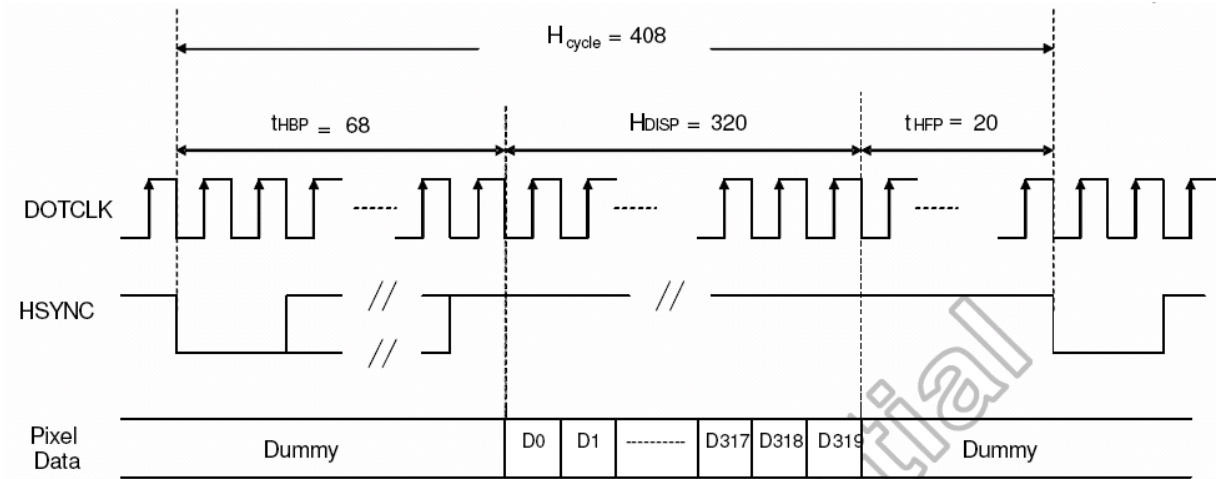 Hcycle = 408
tHBP = 68
HDISP = 320
tHFP = 20
DOTCLK
HSYNC
Pixel Data
Dummy
D0
D1
D317
D318
D319
Dummy
tial